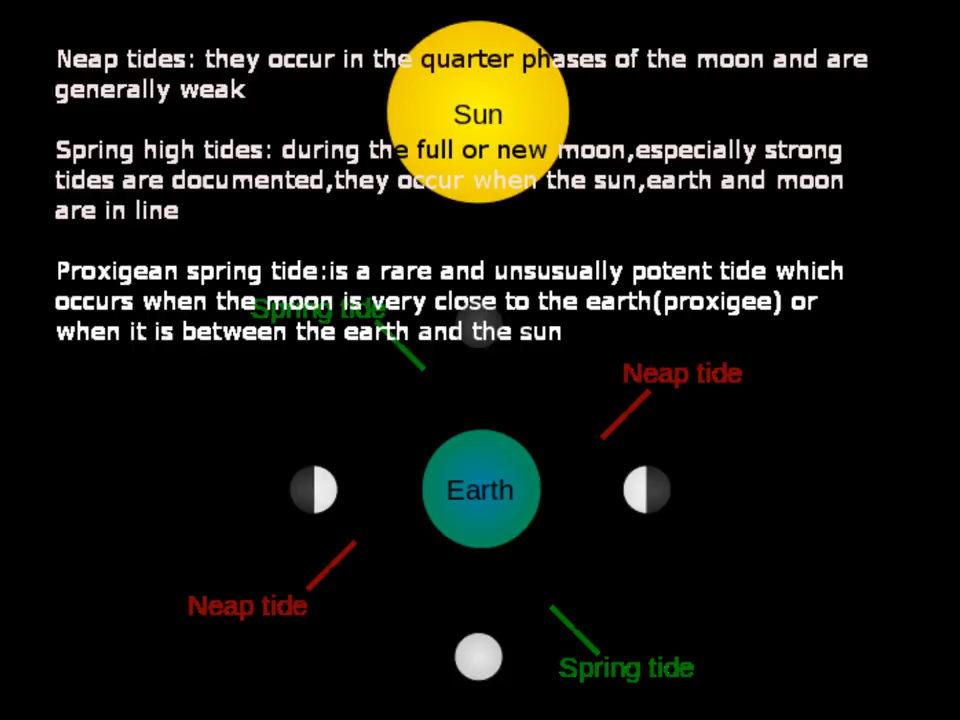 Neap tides: they occur in the quarter phases of the moon and are
generally weak
Sun
Spring high tides: during the full or new moon,especially strong
tides are documented,they occur when the sun,earth and moon
are in line
Proxigean spring tide:is a rare and unsusually potent tide which
occurs when the moon is very close to the earth(proxigee) or
Spring tide
when it is between the earth and the sun
Neap tide
Earth
Neap tide
Spring tide